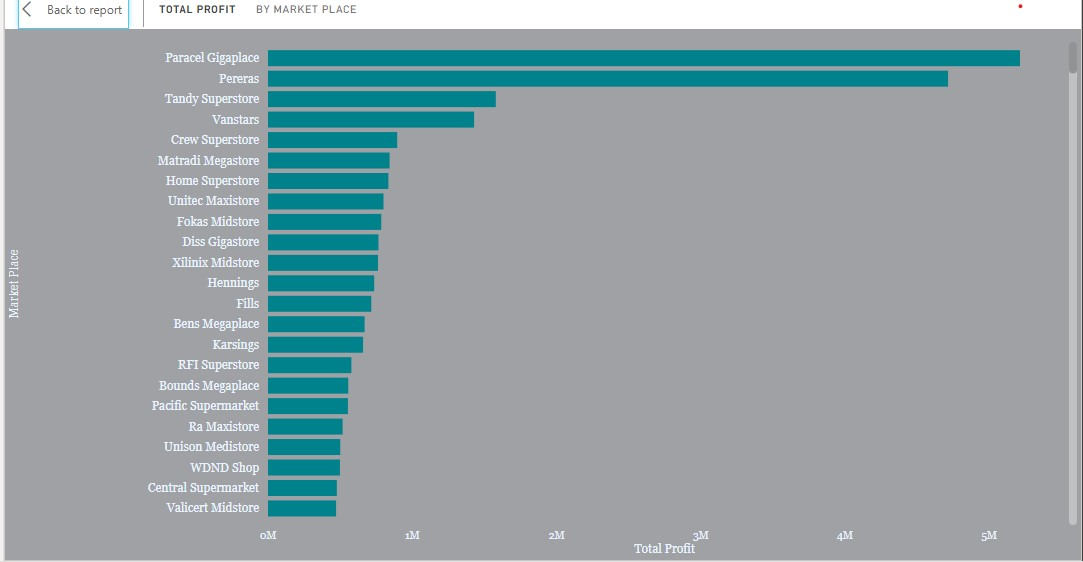 Back to report
TOTAL PROFIT BY MARKET PLACE
Paracel Gigaplace
Pereras
Tandy Superstore
Vanstars
Crew Superstore
Matradi Megastore
Home Superstore
Unitec Maxistore
Fokas Midstore
Diss Gigastore
Xilinix Midstore
Hennings
Fills
Bens Megaplace
Karsings
RFI Superstore
Bounds Megaplace
Pacific Supermarket
Ra Maxistore
Unison Medistore
WDND Shop
Central Supermarket
Valicert Midstore
Market Place
0M 1M 2M 3M 4M 5M
Total Profit